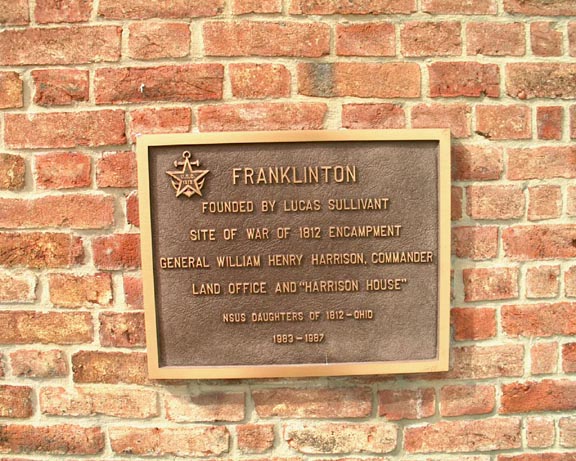 FRANKLINTON
FOUNDED BY LUCAS SULLIVANT
SITE OF WAR OF 1812 ENCAMPMENT
GENERAL WILLIAM HENRY HARRISON, COMMANDER
LAND OFFICE AND "HARRISON HOUSE"
NSUS DAUGHTERS OF 1812-OHIO
1983-1987